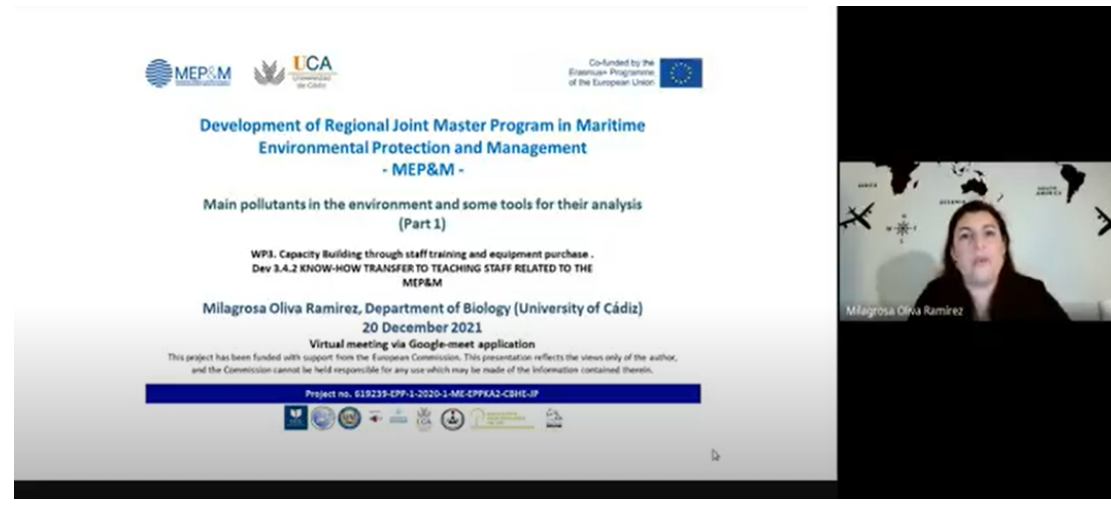 MEP&M
UCA
Universidad
de Cádiz
Co-funded by the
Erasmus+ Programme
of the European Union
Development of Regional Joint Master Program in Maritime
Environmental Protection and Management
- MEP&M -
Main pollutants in the environment and some tools for their analysis
(Part 1)
WP3. Capacity Building through staff training and equipment purchase .
Dev 3.4.2 KNOW-HOW TRANSFER TO TEACHING STAFF RELATED TO THE
MEP&M
Milagrosa Oliva Ramirez, Department of Biology (University of Cádiz)
20 December 2021
Virtual meeting via Google-meet application
This project has been funded with support from the European Commission. This presentation reflects the views only of the author,
and the Commission cannot be held responsible for any use which may be made of the information contained therein.
Project no. 619239-EPP-1-2020-1-ME-EPPKA2-CBHE-JP
UCA
AFRICA
OCEANIA
SOUTH
AMERICA
N
W
E
S
Milagrosa Oliva Ramírez